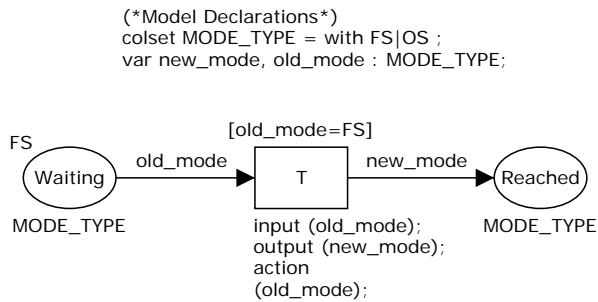 (*Model Declarations*)
colset MODE_TYPE = with FS|OS ;
var new_mode, old_mode : MODE_TYPE;
[old_mode=FS]
FS
old_mode
new_mode
Waiting
T
Reached
MODE_TYPE
input (old_mode);
output (new_mode);
action
(old_mode);
MODE_TYPE